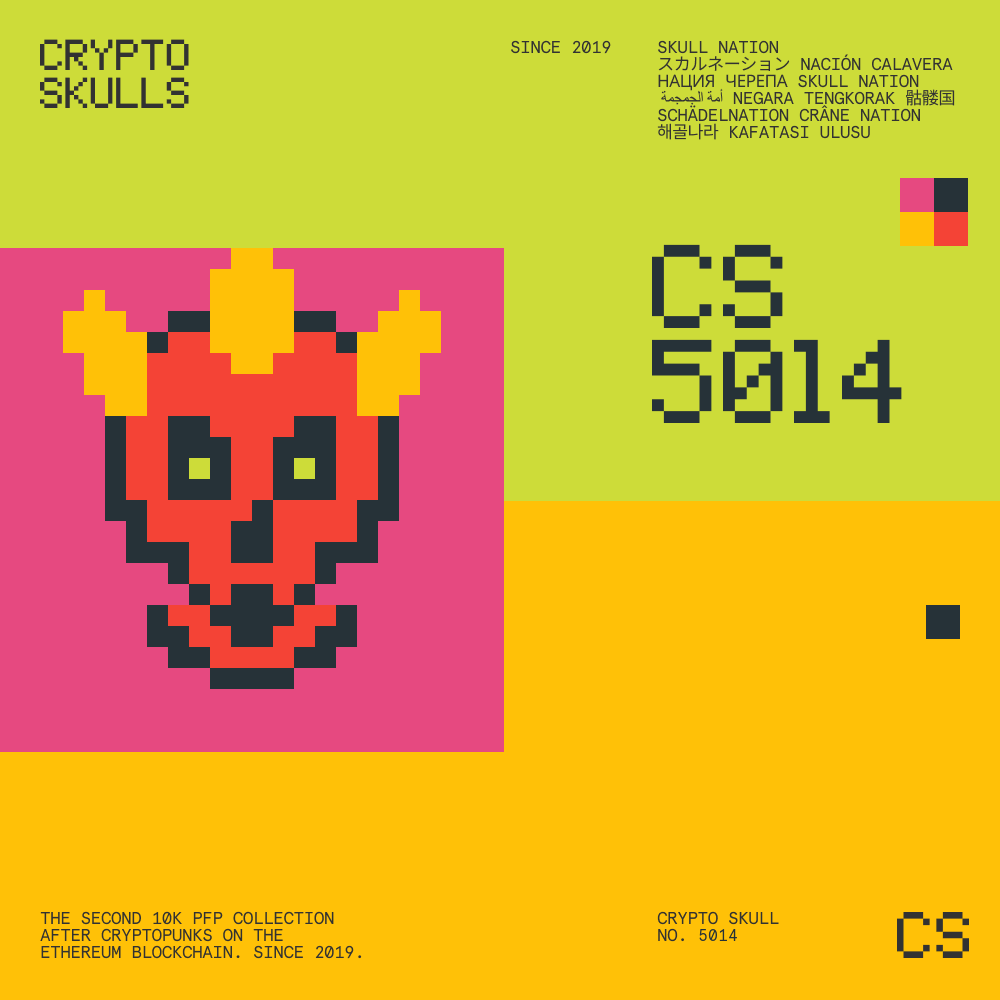 CRYPTO
SKULLS
SINCE 2019
SKULL NATION
スカルネーション NACIÓN CALAVERA
НАЦИЯ ЧЕРЕПА SKULL NATION
أمة الجمجمة NEGARA TENGKORAK 骷髅国
SCHÄDELNATION CRÂNE NATION
해골나라 KAFATASI ULUSU
CS
5014
THE SECOND 10K PFP COLLECTION
AFTER CRYPTOPUNKS ON THE
ETHEREUM BLOCKCHAIN. SINCE 2019.
CRYPTO SKULL
NO. 5014
CS